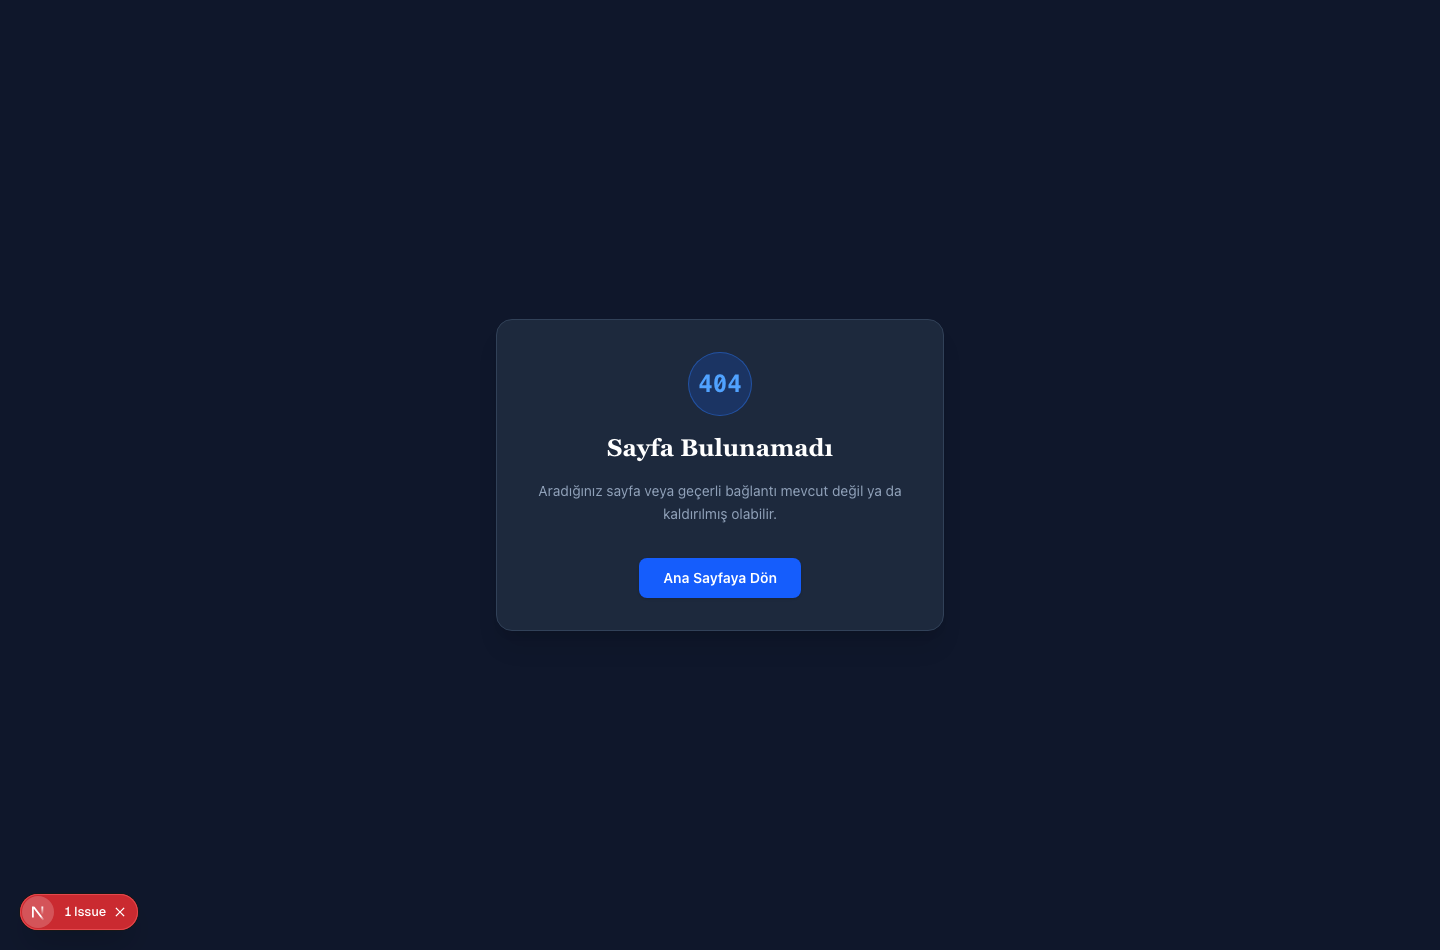 404
Sayfa Bulunamadı
Aradığınız sayfa veya geçerli bağlantı mevcut değil ya da
kaldırılmış olabilir.
Ana Sayfaya Dön
N 1 Issue